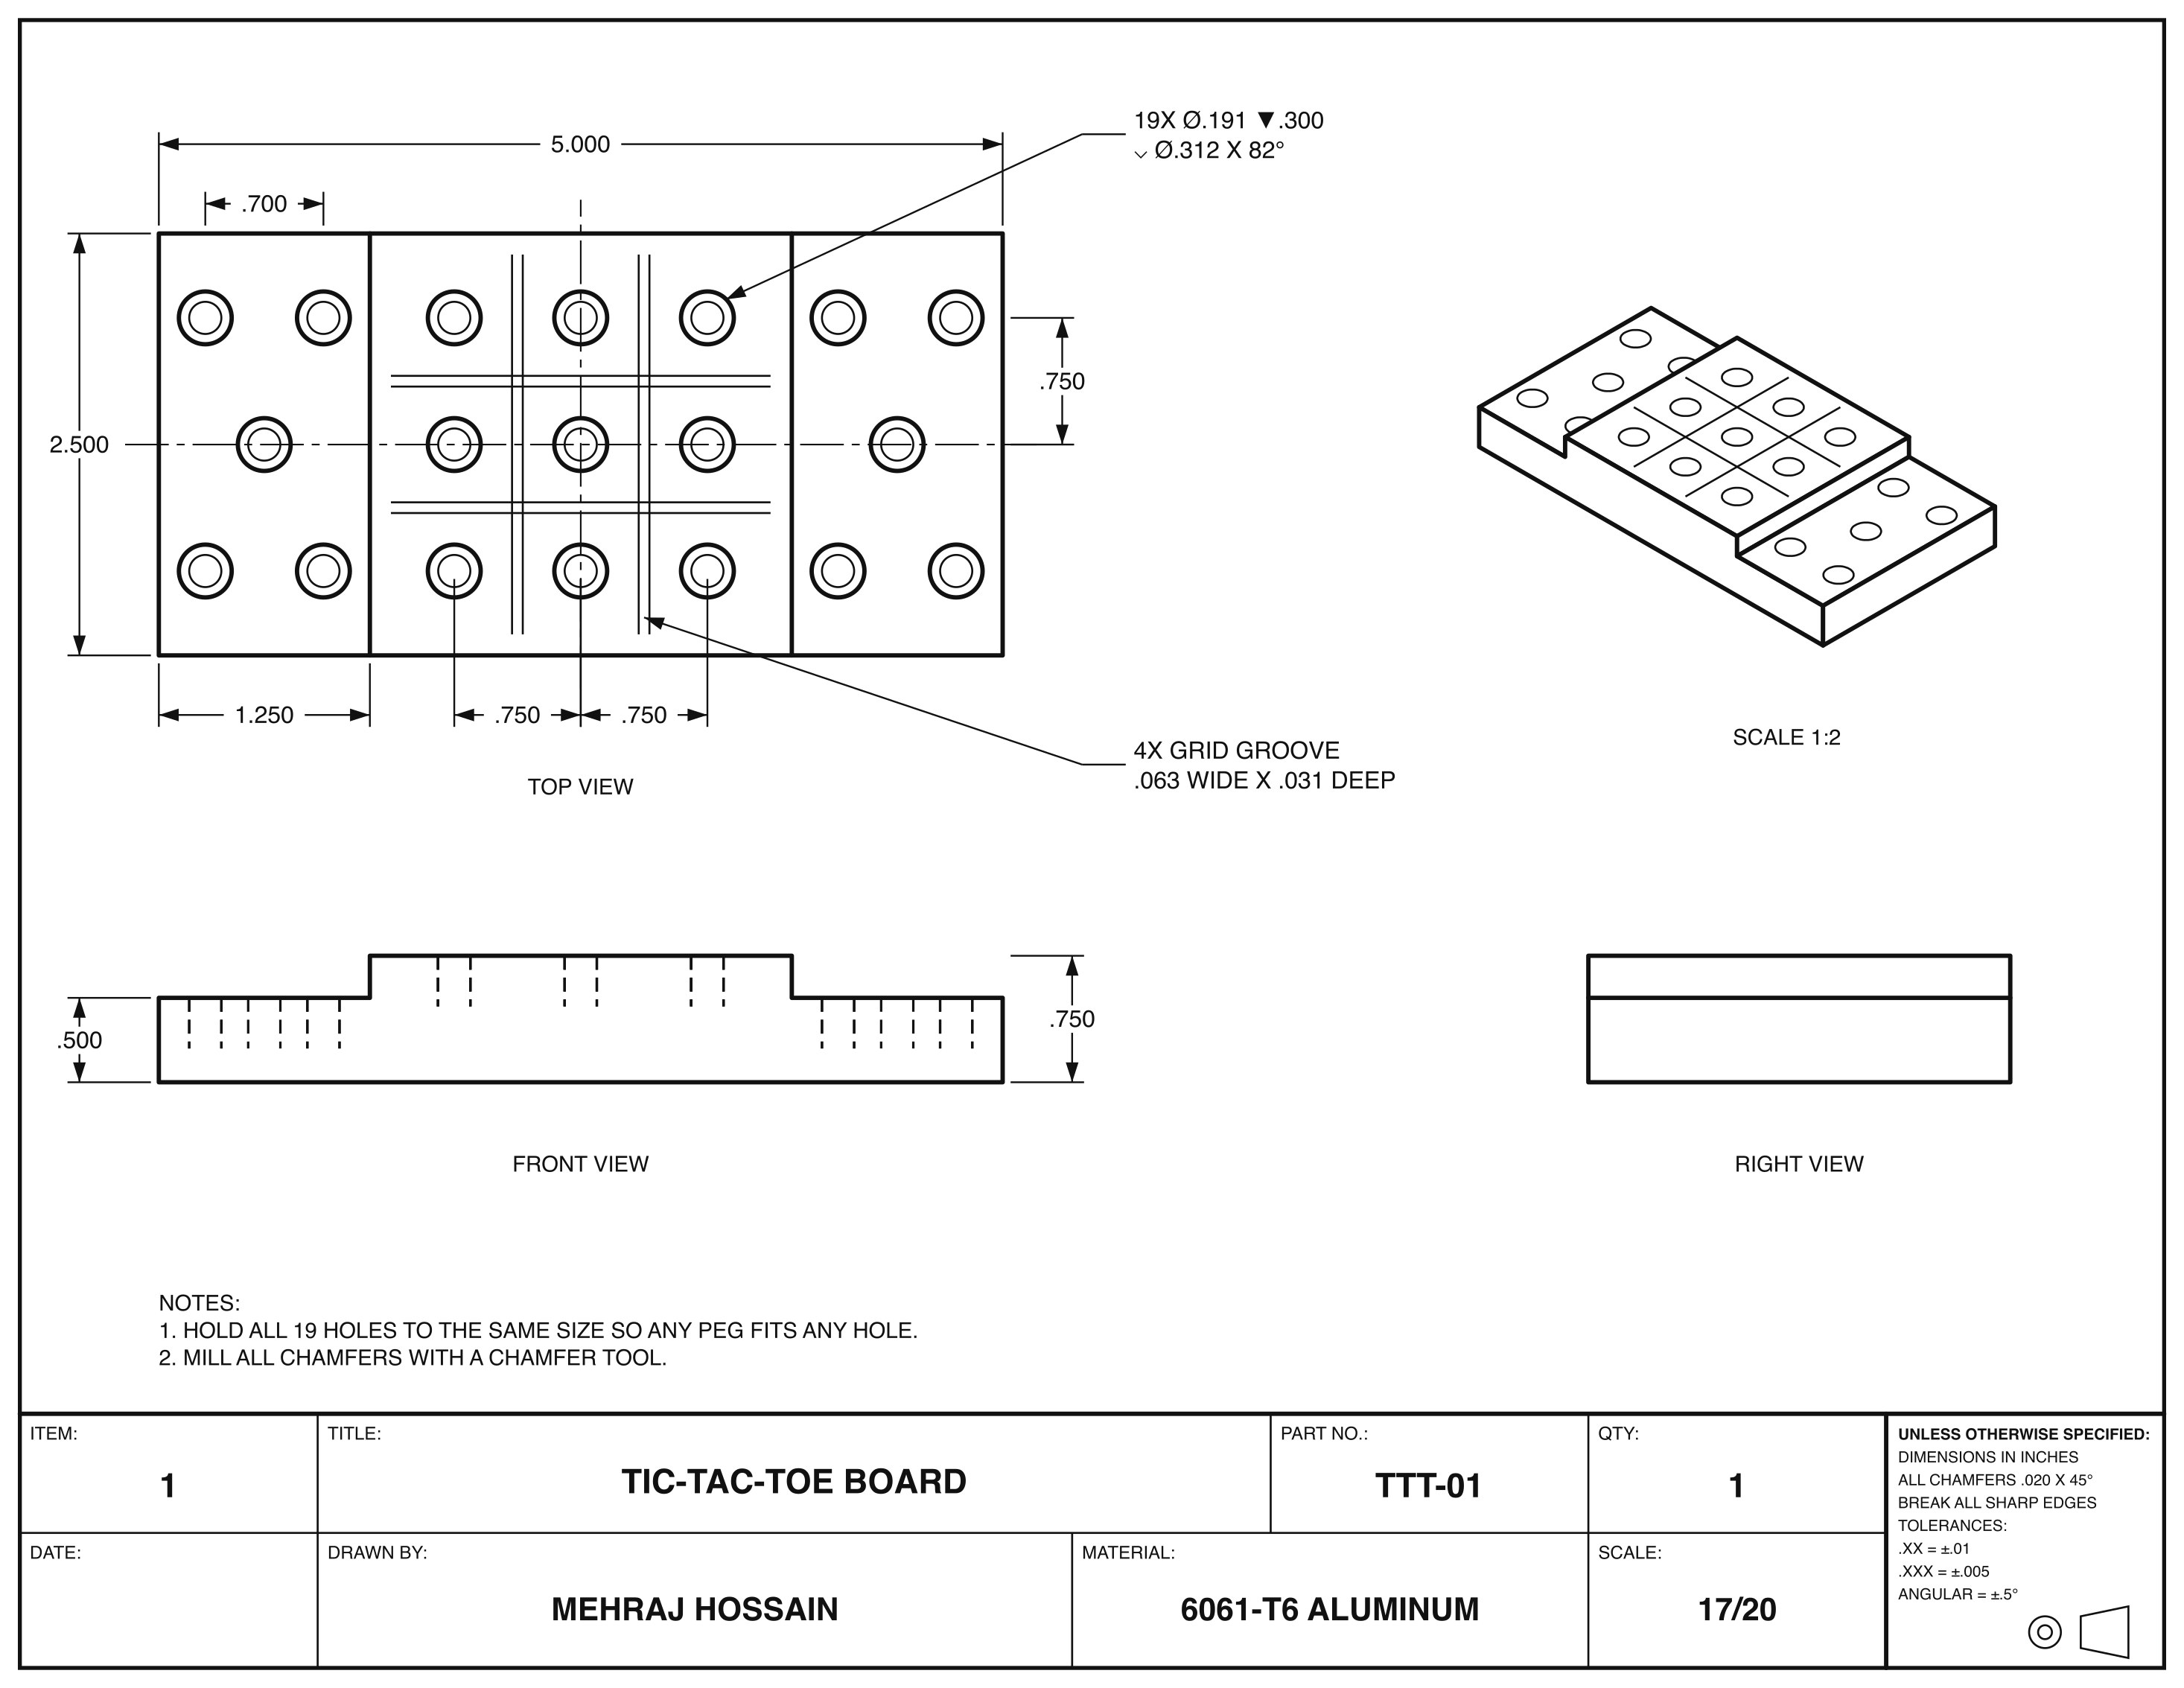 19X Ø.191 ▼.300
⌵ Ø.312 X 82°
5.000
.700
.750
2.500
1.250
.750
.750
4X GRID GROOVE
.063 WIDE X .031 DEEP
TOP VIEW
SCALE 1:2
.500
.750
FRONT VIEW
RIGHT VIEW
NOTES:
1. HOLD ALL 19 HOLES TO THE SAME SIZE SO ANY PEG FITS ANY HOLE.
2. MILL ALL CHAMFERS WITH A CHAMFER TOOL.
ITEM:
1
TITLE:
TIC-TAC-TOE BOARD
PART NO.:
TTT-01
QTY:
1
DATE:
DRAWN BY:
MEHRAJ HOSSAIN
MATERIAL:
6061-T6 ALUMINUM
SCALE:
17/20
UNLESS OTHERWISE SPECIFIED:
DIMENSIONS IN INCHES
ALL CHAMFERS .020 X 45°
BREAK ALL SHARP EDGES
TOLERANCES:
.XX = ±.01
.XXX = ±.005
ANGULAR = ±.5°